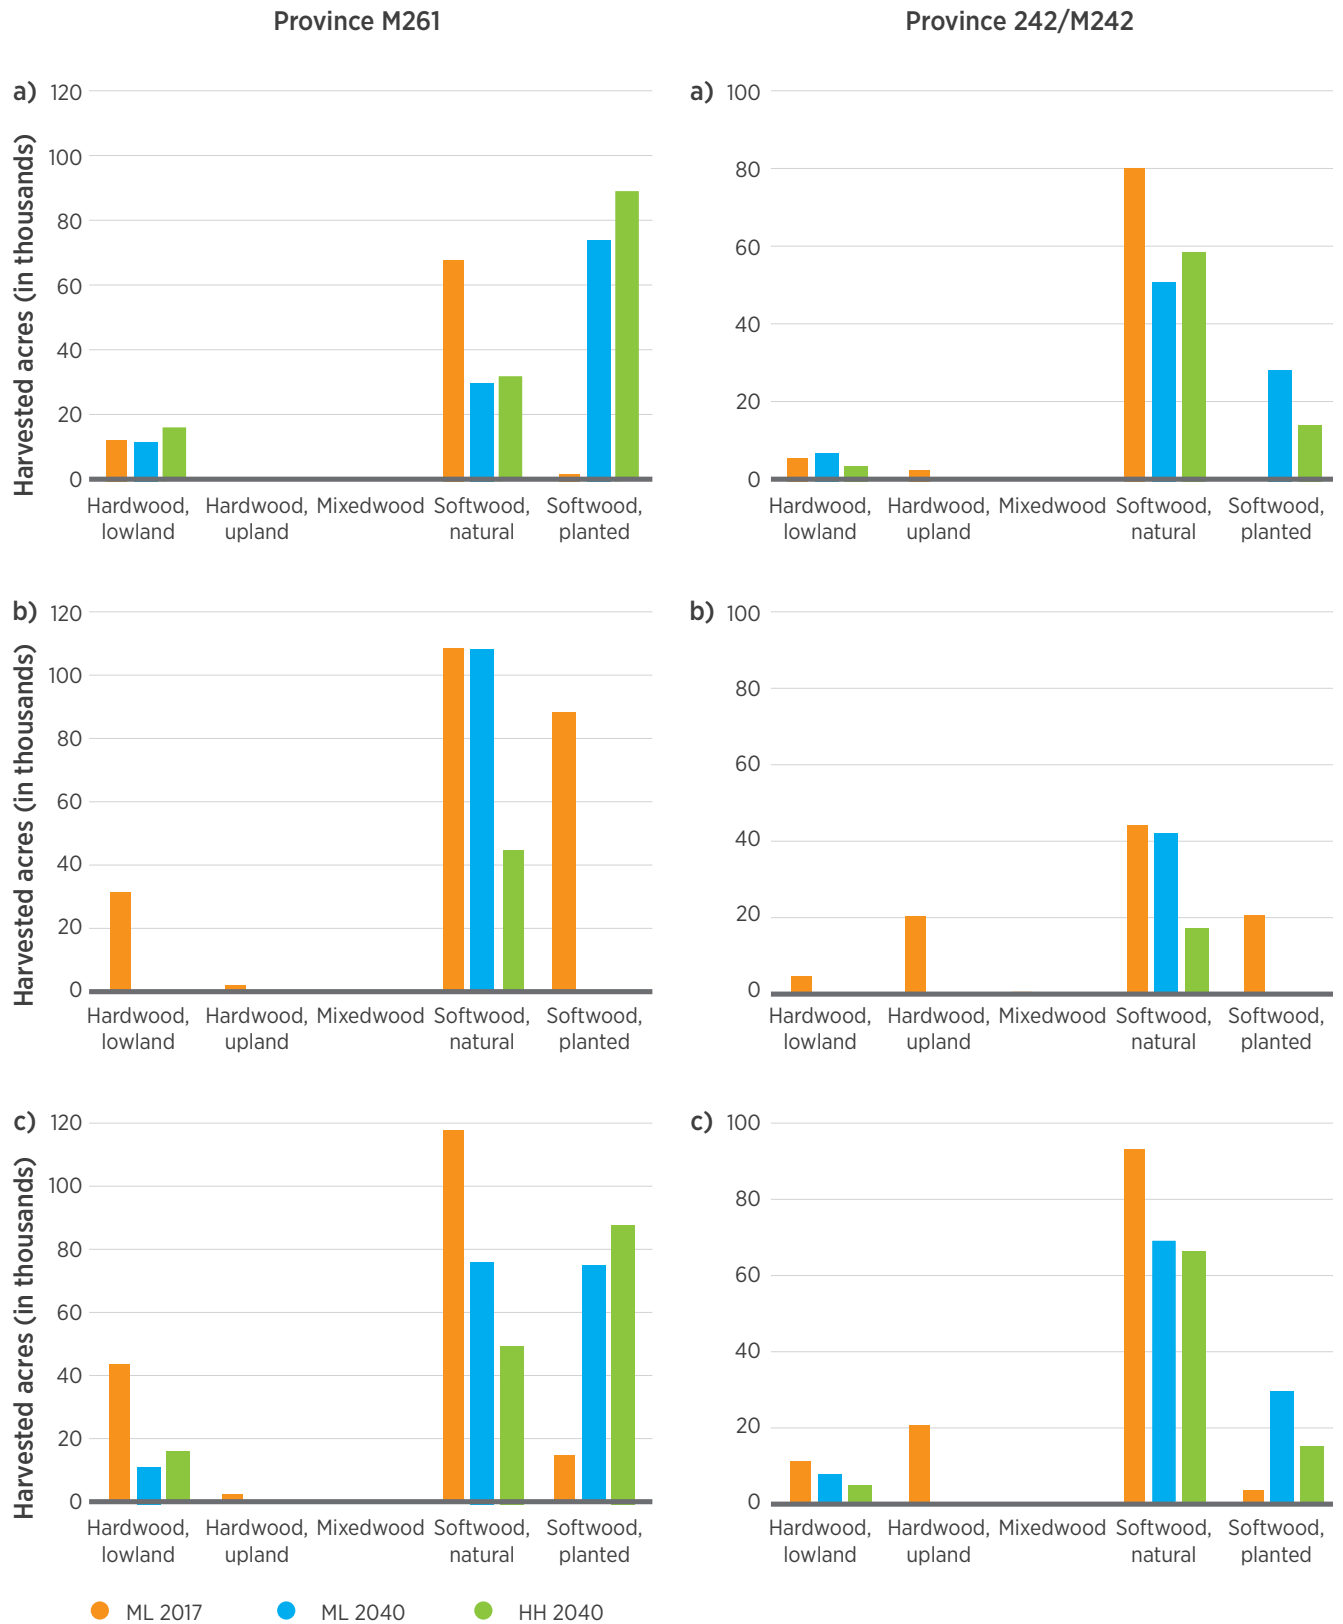 Province M261
Province 242/M242
a)
Harvested acres (in thousands)
120
100
80
60
40
20
0
Hardwood, lowland
Hardwood, upland
Mixedwood
Softwood, natural
Softwood, planted
a)
100
80
60
40
20
0
Hardwood, lowland
Hardwood, upland
Mixedwood
Softwood, natural
Softwood, planted
b)
Harvested acres (in thousands)
120
100
80
60
40
20
0
Hardwood, lowland
Hardwood, upland
Mixedwood
Softwood, natural
Softwood, planted
b)
100
80
60
40
20
0
Hardwood, lowland
Hardwood, upland
Mixedwood
Softwood, natural
Softwood, planted
c)
Harvested acres (in thousands)
120
100
80
60
40
20
0
Hardwood, lowland
Hardwood, upland
Mixedwood
Softwood, natural
Softwood, planted
c)
100
80
60
40
20
0
Hardwood, lowland
Hardwood, upland
Mixedwood
Softwood, natural
Softwood, planted
ML 2017
ML 2040
HH 2040